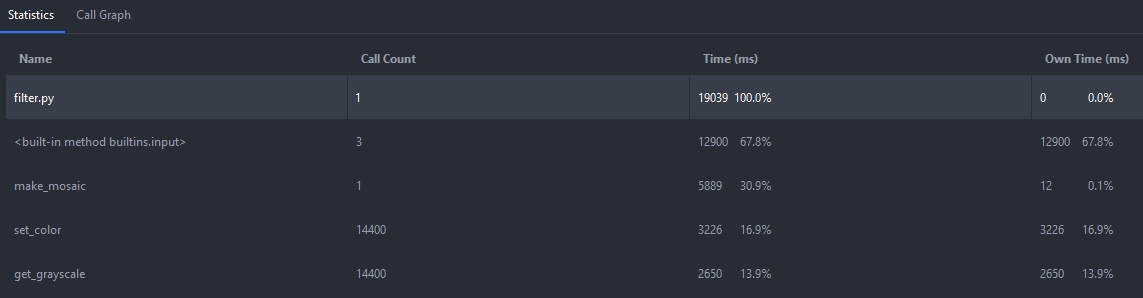 Statistics Call Graph
Name Call Count Time (ms) Own Time (ms)
filter.py 1 19039 100.0% 0 0.0%
<built-in method builtins.input> 3 12900 67.8% 12900 67.8%
make_mosaic 1 5889 30.9% 12 0.1%
set_color 14400 3226 16.9% 3226 16.9%
get_grayscale 14400 2650 13.9% 2650 13.9%